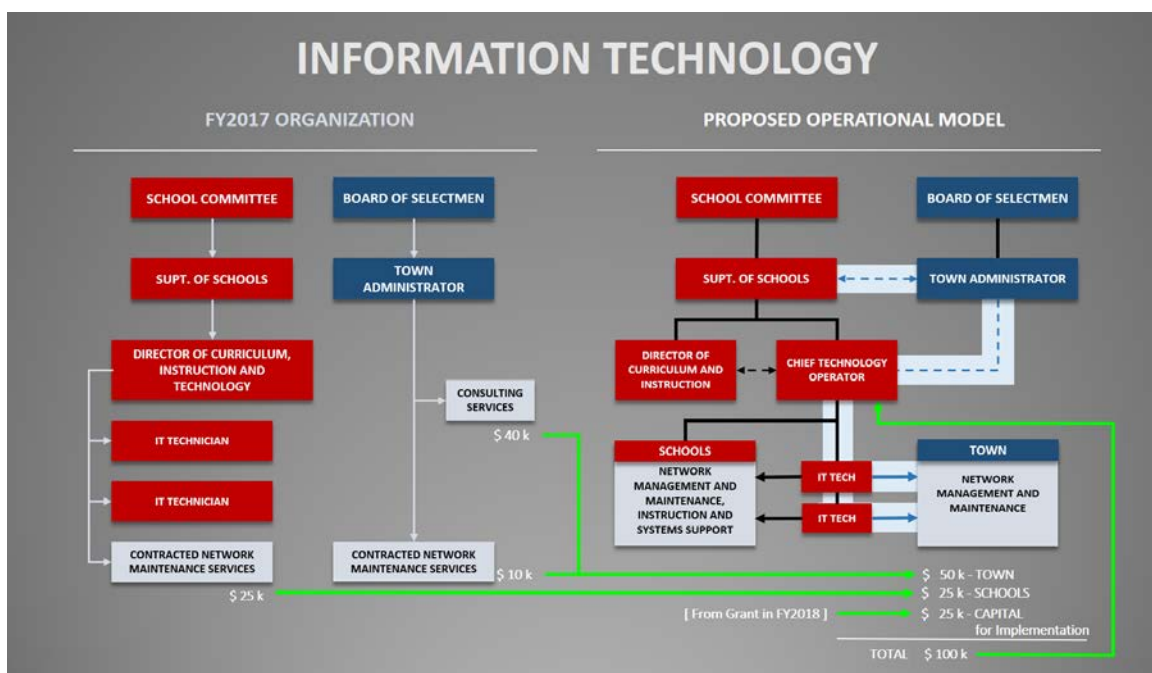 INFORMATION TECHNOLOGY
FY2017 ORGANIZATION
SCHOOL COMMITTEE
BOARD OF SELECTMEN
SUPT. OF SCHOOLS
TOWN
ADMINISTRATOR
DIRECTOR OF CURRICULUM,
INSTRUCTION AND
TECHNOLOGY
CONSULTING
SERVICES
$ 40 k
IT TECHNICIAN
IT TECHNICIAN
CONTRACTED NETWORK
MAINTENANCE SERVICES
$ 25 k
CONTRACTED NETWORK
MAINTENANCE SERVICES
$ 10 k
PROPOSED OPERATIONAL MODEL
SCHOOL COMMITTEE
BOARD OF SELECTMEN
SUPT. OF SCHOOLS
TOWN ADMINISTRATOR
DIRECTOR OF
CURRICULUM AND
INSTRUCTION
CHIEF TECHNOLOGY
OPERATOR
SCHOOLS
NETWORK
MANAGEMENT AND
MAINTENANCE,
INSTRUCTION AND
SYSTEMS SUPPORT
IT TECH
IT TECH
TOWN
NETWORK
MANAGEMENT AND
MAINTENANCE
$ 50 k - TOWN
$ 25 k - SCHOOLS
[ From Grant in FY2018 ]
$ 25 k - CAPITAL
for Implementation
TOTAL $ 100 k